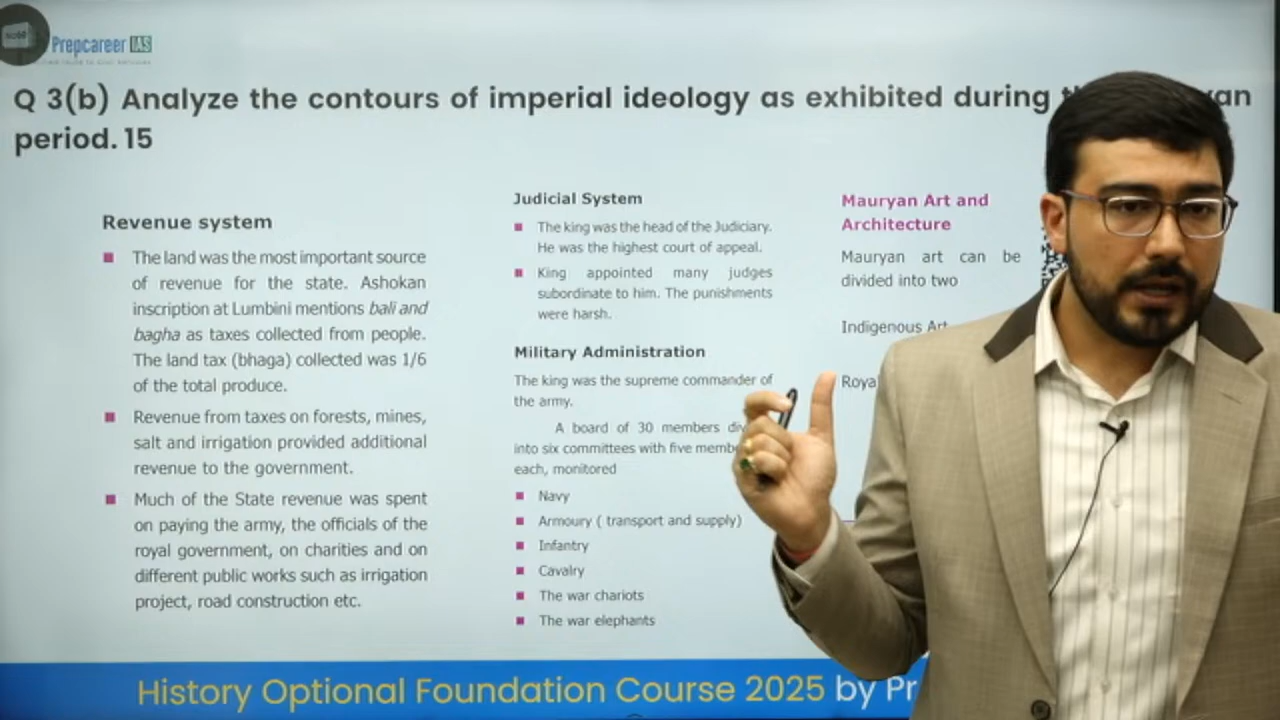 Prepcareer IAS
Q 3(b) Analyze the contours of imperial ideology as exhibited during
period. 15
Revenue system
■ The land was the most important source
of revenue for the state. Ashokan
inscription at Lumbini mentions bali and
bagha as taxes collected from people.
The land tax (bhaga) collected was 1/6
of the total produce.
■ Revenue from taxes on forests, mines,
salt and irrigation provided additional
revenue to the government.
■ Much of the State revenue was spent
on paying the army, the officials of the
royal government, on charities and on
different public works such as irrigation
project, road construction etc.
Judicial System
■ The king was the head of the Judiciary.
He was the highest court of appeal.
■ King appointed many judges
subordinate to him. The punishments
were harsh.
Military Administration
The king was the supreme commander of
the army.
A board of 30 members
into six committees with five
each, monitored
■ Navy
■ Armoury ( transport and supply)
■ Infantry
■ Cavalry
■ The war chariots
■ The war elephants
Mauryan Art and
Architecture
Mauryan art can be
divided into two
Indigenous Art
Royal
History Optional Foundation Course 2025 by